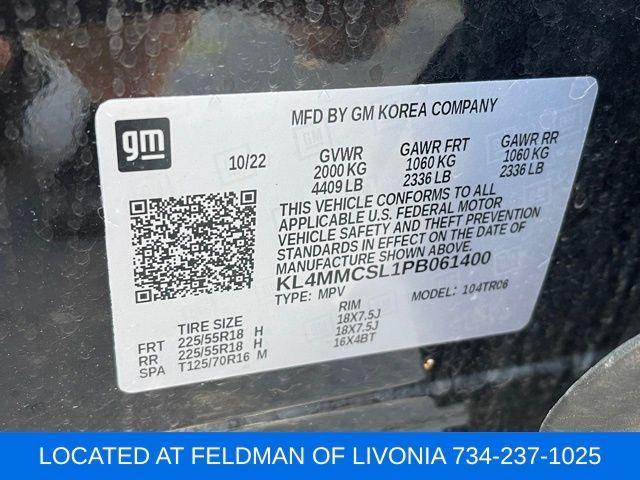 MFD BY GM KOREA COMPANY
gm
10/22 GVWR GAWR FRT GAWR RR
2000 KG 1060 KG 1060 KG
4409 LB 2336 LB 2336 LB
THIS VEHICLE CONFORMS TO ALL
APPLICABLE U.S. FEDERAL MOTOR
VEHICLE SAFETY AND THEFT PREVENTION
STANDARDS IN EFFECT ON THE DATE OF
MANUFACTURE SHOWN ABOVE.
KL4MMCSL1PB061400
TYPE: MPV MODEL: 104TR06
TIRE SIZE RIM
FRT 225/55R18 H 18X7.5J
RR 225/55R18 H 18X7.5J
SPA T125/70R16 M 16X4BT
LOCATED AT FELDMAN OF LIVONIA 734-237-1025